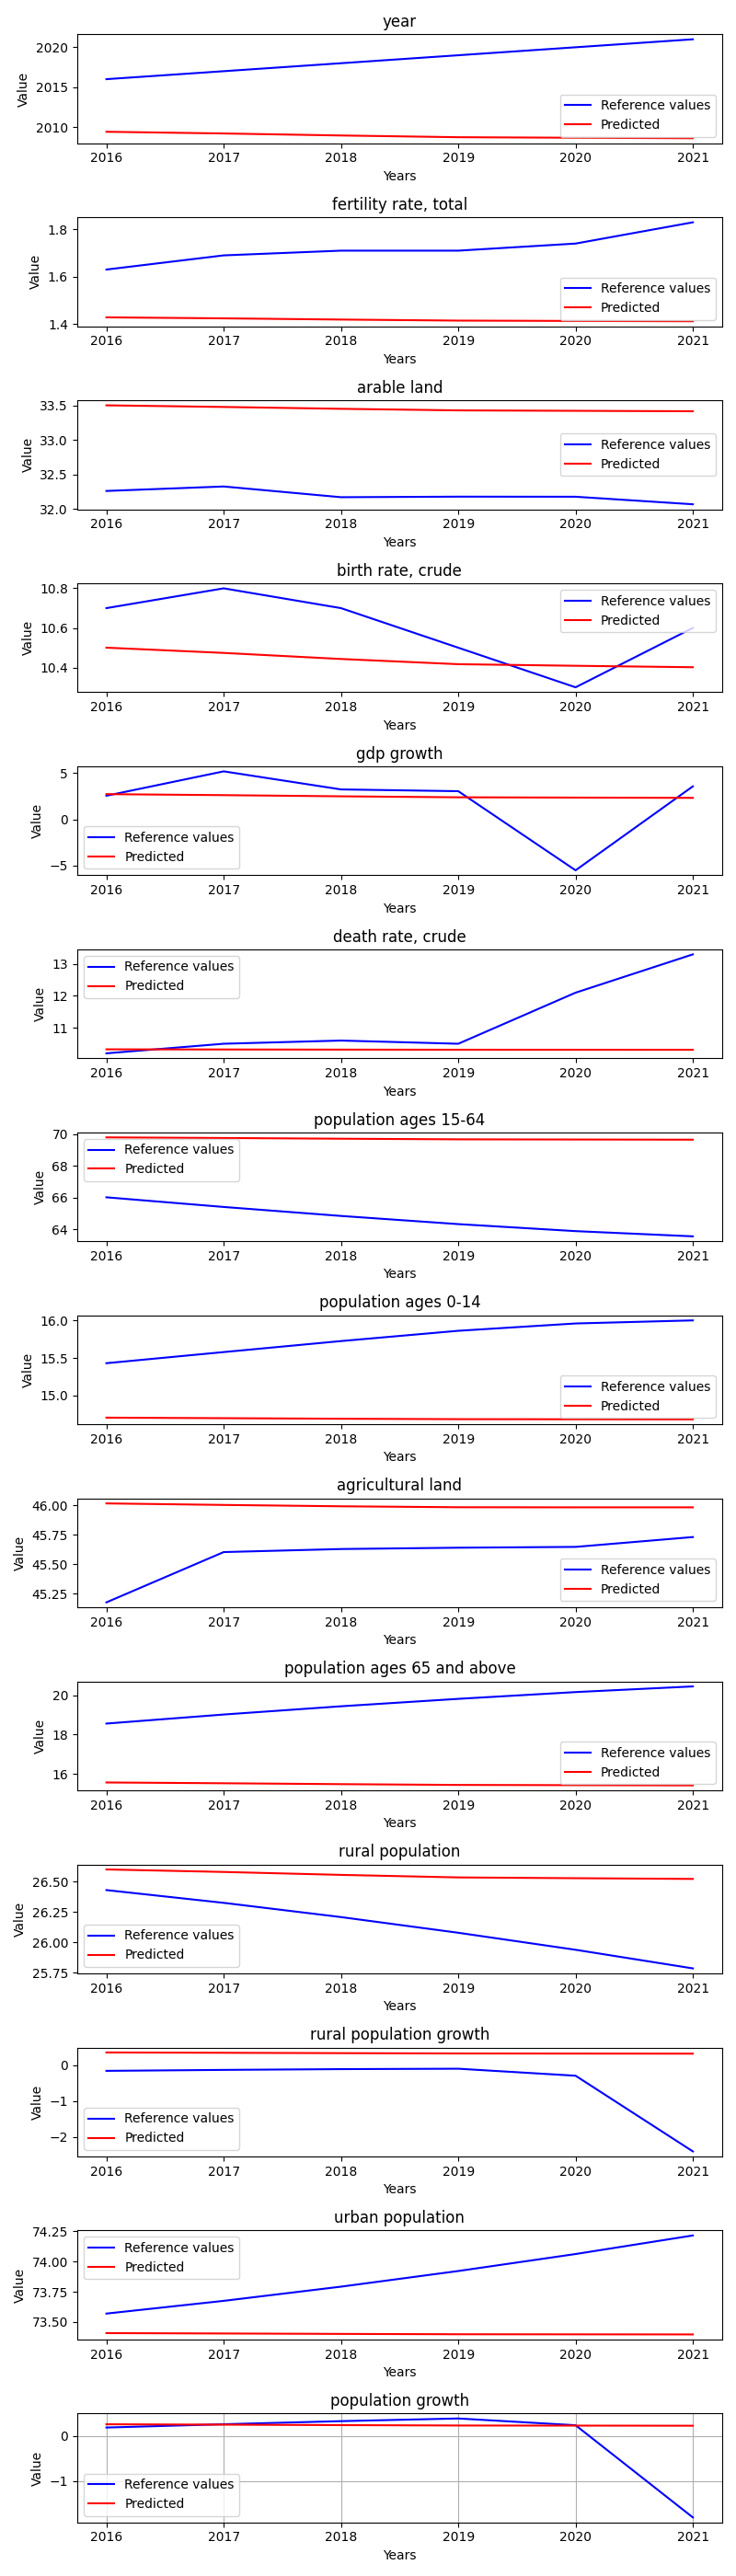 year
2020
2015
2010
Value
Reference values
Predicted
2016 2017 2018 2019 2020 2021
Years
fertility rate, total
1.8
1.6
1.4
Value
Reference values
Predicted
2016 2017 2018 2019 2020 2021
Years
arable land
33.5
33.0
32.5
32.0
Value
Reference values
Predicted
2016 2017 2018 2019 2020 2021
Years
birth rate, crude
10.8
10.6
10.4
Value
Reference values
Predicted
2016 2017 2018 2019 2020 2021
Years
gdp growth
5
0
−5
Value
Reference values
Predicted
2016 2017 2018 2019 2020 2021
Years
death rate, crude
13
12
11
Value
Reference values
Predicted
2016 2017 2018 2019 2020 2021
Years
population ages 15-64
70
68
66
64
Value
Reference values
Predicted
2016 2017 2018 2019 2020 2021
Years
population ages 0-14
16.0
15.5
15.0
Value
Reference values
Predicted
2016 2017 2018 2019 2020 2021
Years
agricultural land
46.00
45.75
45.50
45.25
Value
Reference values
Predicted
2016 2017 2018 2019 2020 2021
Years
population ages 65 and above
20
18
16
Value
Reference values
Predicted
2016 2017 2018 2019 2020 2021
Years
rural population
26.50
26.25
26.00
25.75
Value
Reference values
Predicted
2016 2017 2018 2019 2020 2021
Years
rural population growth
0
−1
−2
Value
Reference values
Predicted
2016 2017 2018 2019 2020 2021
Years
urban population
74.25
74.00
73.75
73.50
Value
Reference values
Predicted
2016 2017 2018 2019 2020 2021
Years
population growth
0
−1
Value
Reference values
Predicted
2016 2017 2018 2019 2020 2021
Years